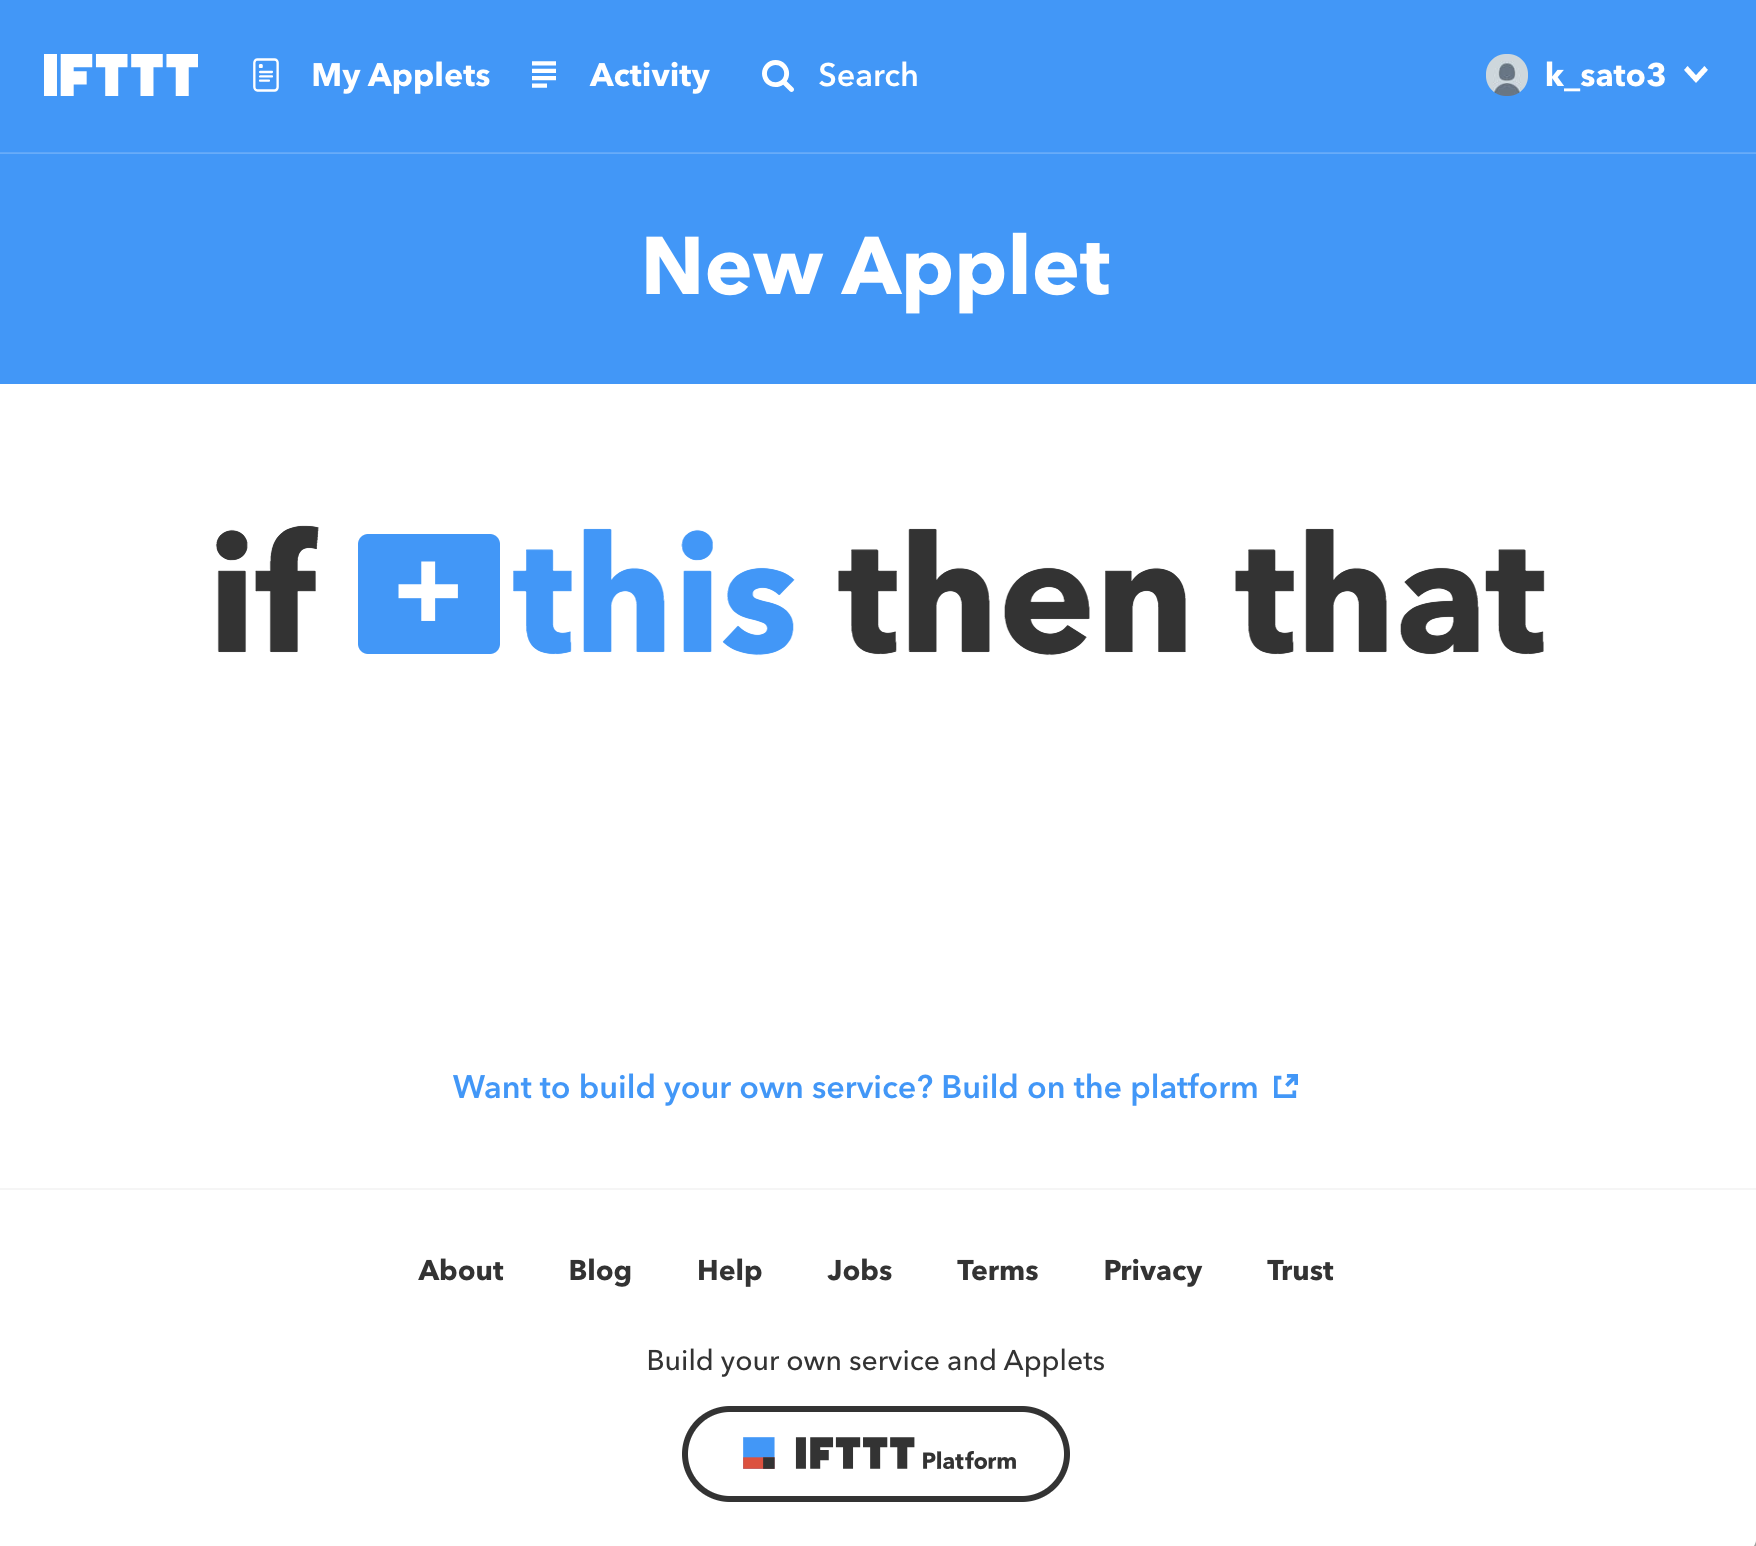 IFTTT My Applets Activity Search k_sato3
New Applet
if +this then that
Want to build your own service? Build on the platform
About Blog Help Jobs Terms Privacy Trust
Build your own service and Applets
IFTTT Platform